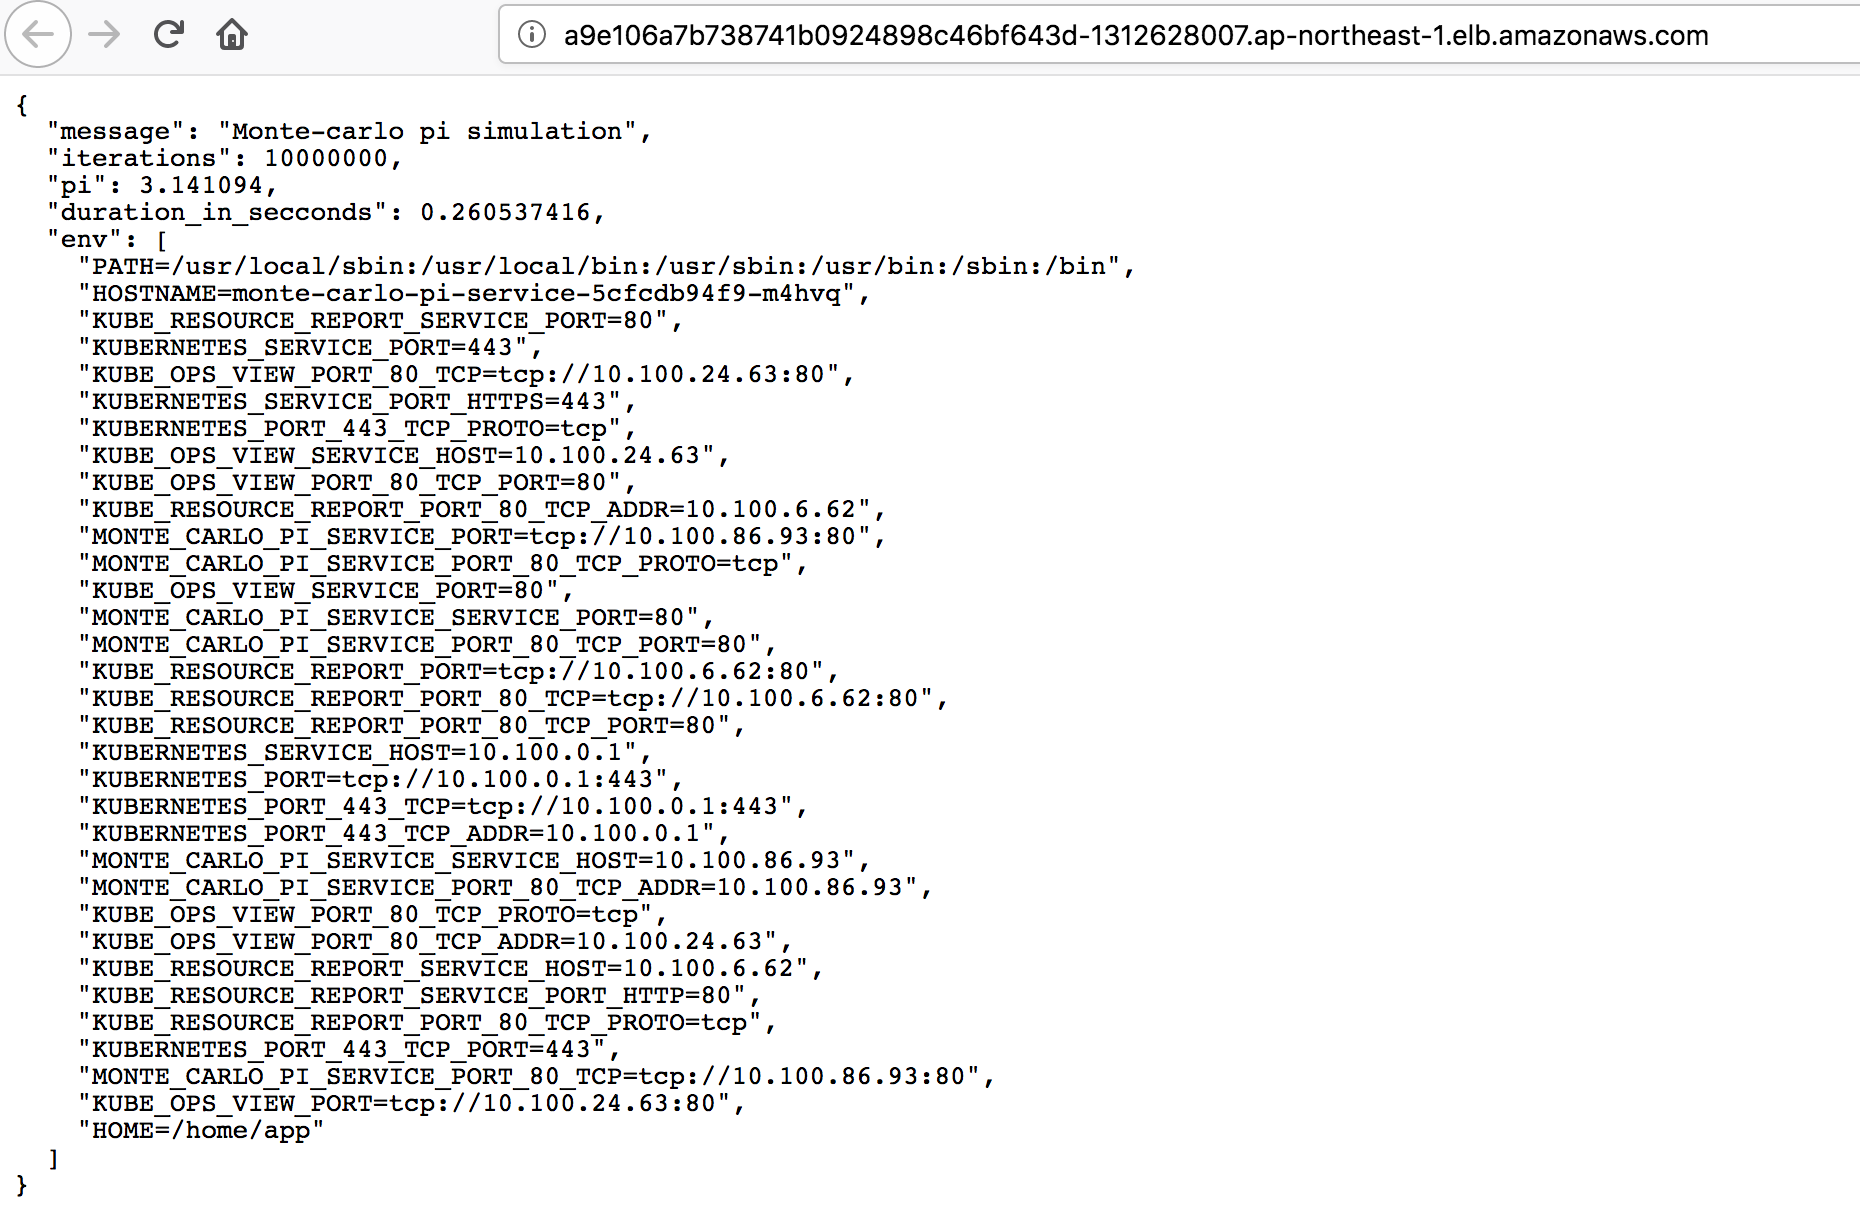 a9e106a7b738741b0924898c46bf643d-1312628007.ap-northeast-1.elb.amazonaws.com
{
  "message": "Monte-carlo pi simulation",
  "iterations": 10000000,
  "pi": 3.141094,
  "duration_in_secconds": 0.260537416,
  "env": [
    "PATH=/usr/local/sbin:/usr/local/bin:/usr/sbin:/usr/bin:/sbin:/bin",
    "HOSTNAME=monte-carlo-pi-service-5cfcdb94f9-m4hvq",
    "KUBE_RESOURCE_REPORT_SERVICE_PORT=80",
    "KUBERNETES_SERVICE_PORT=443",
    "KUBE_OPS_VIEW_PORT_80_TCP=tcp://10.100.24.63:80",
    "KUBERNETES_SERVICE_PORT_HTTPS=443",
    "KUBERNETES_PORT_443_TCP_PROTO=tcp",
    "KUBE_OPS_VIEW_SERVICE_HOST=10.100.24.63",
    "KUBE_OPS_VIEW_PORT_80_TCP_PORT=80",
    "KUBE_RESOURCE_REPORT_PORT_80_TCP_ADDR=10.100.6.62",
    "MONTE_CARLO_PI_SERVICE_PORT=tcp://10.100.86.93:80",
    "MONTE_CARLO_PI_SERVICE_PORT_80_TCP_PROTO=tcp",
    "KUBE_OPS_VIEW_SERVICE_PORT=80",
    "MONTE_CARLO_PI_SERVICE_SERVICE_PORT=80",
    "MONTE_CARLO_PI_SERVICE_PORT_80_TCP_PORT=80",
    "KUBE_RESOURCE_REPORT_PORT=tcp://10.100.6.62:80",
    "KUBE_RESOURCE_REPORT_PORT_80_TCP=tcp://10.100.6.62:80",
    "KUBE_RESOURCE_REPORT_PORT_80_TCP_PORT=80",
    "KUBERNETES_SERVICE_HOST=10.100.0.1",
    "KUBERNETES_PORT=tcp://10.100.0.1:443",
    "KUBERNETES_PORT_443_TCP=tcp://10.100.0.1:443",
    "KUBERNETES_PORT_443_TCP_ADDR=10.100.0.1",
    "MONTE_CARLO_PI_SERVICE_SERVICE_HOST=10.100.86.93",
    "MONTE_CARLO_PI_SERVICE_PORT_80_TCP_ADDR=10.100.86.93",
    "KUBE_OPS_VIEW_PORT_80_TCP_PROTO=tcp",
    "KUBE_OPS_VIEW_PORT_80_TCP_ADDR=10.100.24.63",
    "KUBE_RESOURCE_REPORT_SERVICE_HOST=10.100.6.62",
    "KUBE_RESOURCE_REPORT_SERVICE_PORT_HTTP=80",
    "KUBE_RESOURCE_REPORT_PORT_80_TCP_PROTO=tcp",
    "KUBERNETES_PORT_443_TCP_PORT=443",
    "MONTE_CARLO_PI_SERVICE_PORT_80_TCP=tcp://10.100.86.93:80",
    "KUBE_OPS_VIEW_PORT=tcp://10.100.24.63:80",
    "HOME=/home/app"
  ]
}